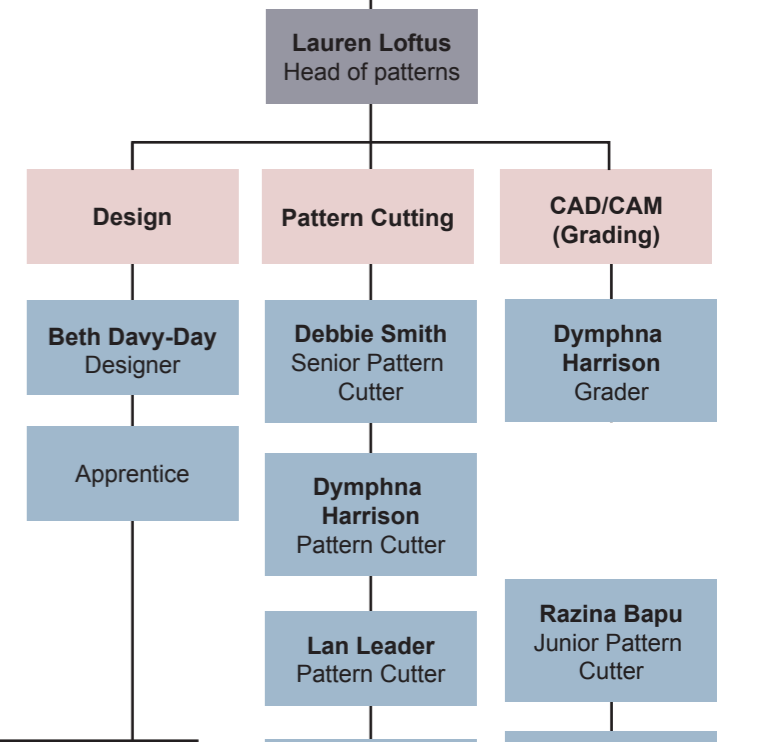 Lauren Loftus
Head of patterns
Design
Pattern Cutting
CAD/CAM
(Grading)
Beth Davy-Day
Designer
Debbie Smith
Senior Pattern
Cutter
Dymphna
Harrison
Grader
Apprentice
Dymphna
Harrison
Pattern Cutter
Lan Leader
Pattern Cutter
Razina Bapu
Junior Pattern
Cutter